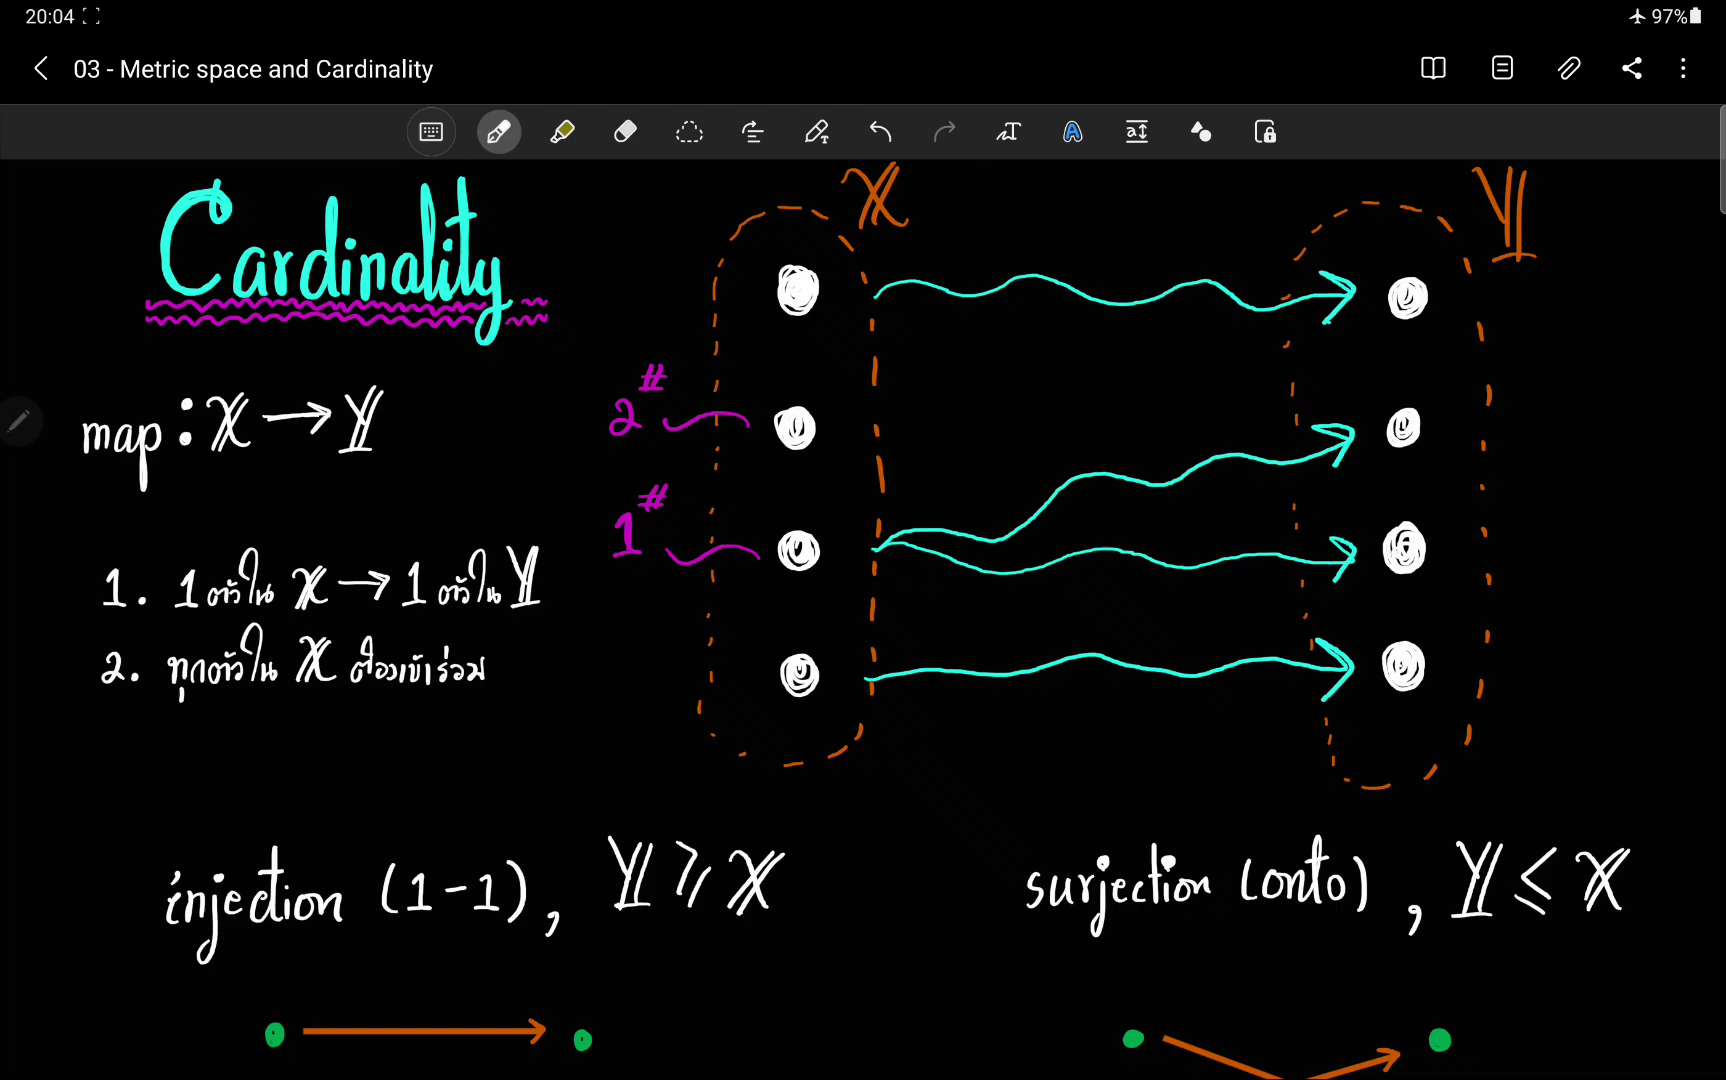 20:04
97%
03 - Metric space and Cardinality
Cardinality
X
Y
map : X → Y
2#
1#
1. 1 ตัวใน X → 1 ตัวใน Y
2. ทุกตัวใน X ต้องเข้าร่วม
injection (1-1), Y ⩾ X
surjection (onto), Y ⩽ X